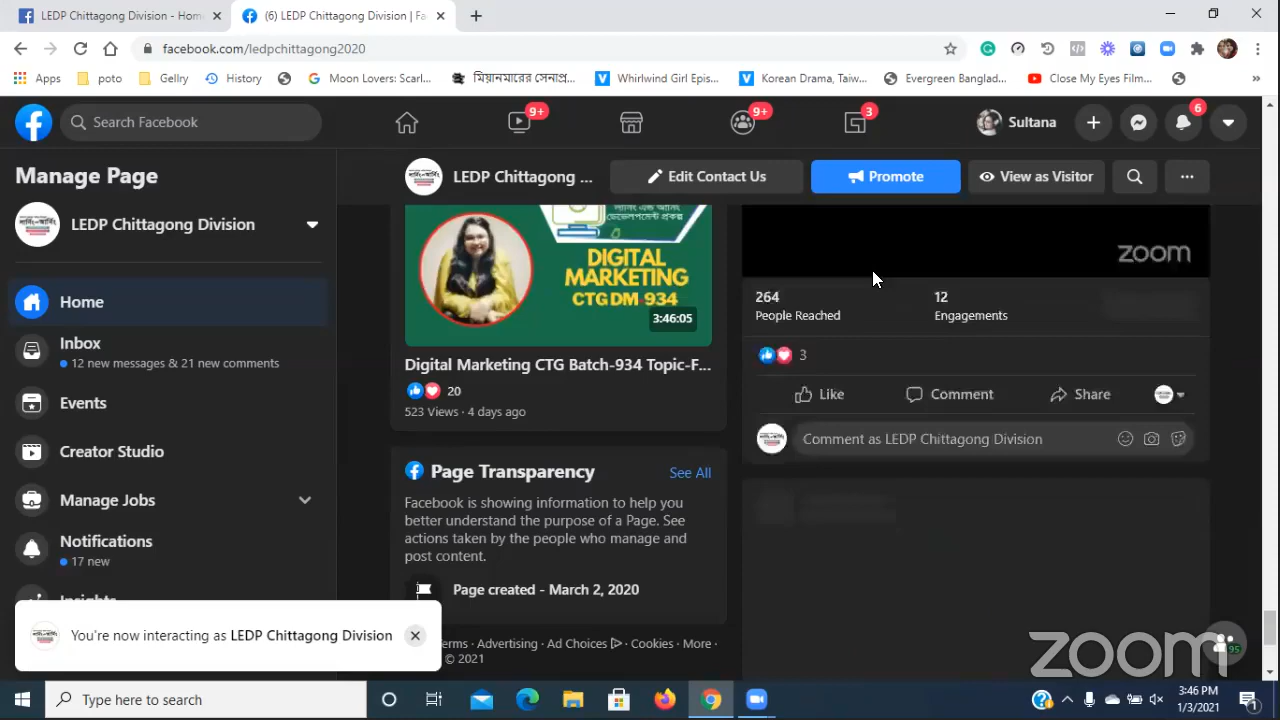 LEDP Chittagong Division - Hom
(6) LEDP Chittagong Division | Fa
facebook.com/ledpchittagong2020
Apps
poto
Gellry
History
Moon Lovers: Scarl...
মিয়ানমারের সেনাপ্র...
Whirlwind Girl Epis...
Korean Drama, Taiw...
Evergreen Banglad...
Close My Eyes Film...
»
Search Facebook
9+
9+
3
Sultana
6
Manage Page
LEDP Chittagong ...
Edit Contact Us
Promote
View as Visitor
LEDP Chittagong Division
Home
Inbox
12 new messages & 21 new comments
Events
Creator Studio
Manage Jobs
Notifications
17 new
Insights
লার্নিং এন্ড আর্নিং
ডেভেলপমেন্ট প্রকল্প
DIGITAL
MARKETING
CTG DM 934
3:46:05
Digital Marketing CTG Batch-934 Topic-F...
20
523 Views · 4 days ago
Page Transparency
See All
Facebook is showing information to help you
better understand the purpose of a Page. See
actions taken by the people who manage and
post content.
Page created - March 2, 2020
erms · Advertising · Ad Choices · Cookies · More ·
© 2021
zoom
264
People Reached
12
Engagements
3
Like
Comment
Share
Comment as LEDP Chittagong Division
You're now interacting as LEDP Chittagong Division
zoom
95
Type here to search
3:46 PM
1/3/2021
1